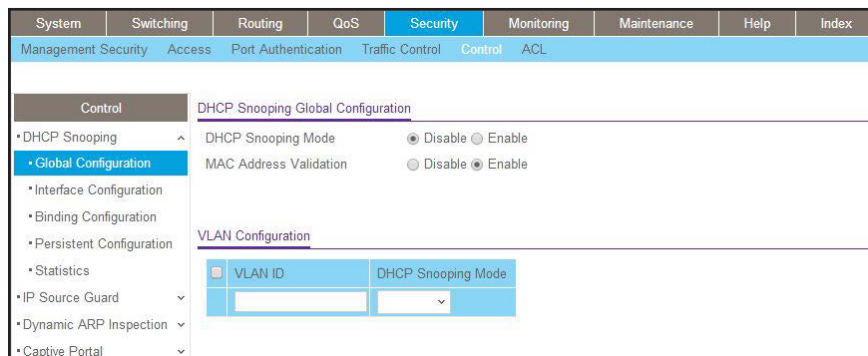 System Switching Routing QoS Security Monitoring Maintenance Help Index
Management Security Access Port Authentication Traffic Control Control ACL
Control
DHCP Snooping
Global Configuration
Interface Configuration
Binding Configuration
Persistent Configuration
Statistics
IP Source Guard
Dynamic ARP Inspection
Captive Portal
DHCP Snooping Global Configuration
DHCP Snooping Mode Disable Enable
MAC Address Validation Disable Enable
VLAN Configuration
VLAN ID DHCP Snooping Mode